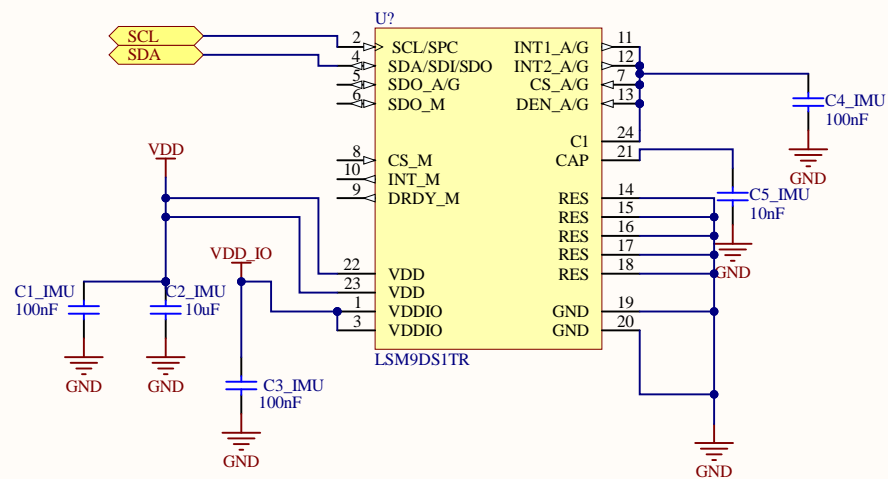 U?
SCL
SDA
2
4
5
6
8
10
9
22
23
1
3
SCL/SPC
SDA/SDI/SDO
SDO_A/G
SDO_M
CS_M
INT_M
DRDY_M
VDD
VDD
VDDIO
VDDIO
INT1_A/G
INT2_A/G
CS_A/G
DEN_A/G
C1
CAP
RES
RES
RES
RES
RES
GND
GND
11
12
7
13
24
21
14
15
16
17
18
19
20
LSM9DS1TR
VDD
VDD_IO
C1_IMU
100nF
GND
C2_IMU
10uF
GND
C3_IMU
100nF
GND
C4_IMU
100nF
GND
C5_IMU
10nF
GND
GND